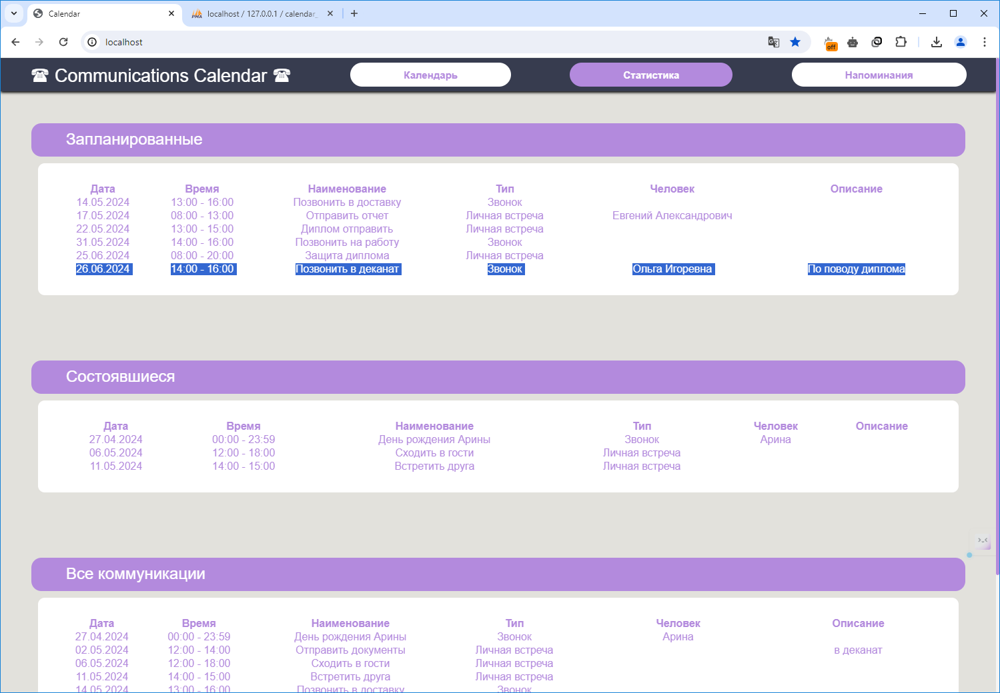 Calendar
localhost / 127.0.0.1 / calendar_
localhost
off
☎ Communications Calendar ☎
Календарь
Статистика
Напоминания
Запланированные
Дата Время Наименование Тип Человек Описание
14.05.2024 13:00 - 16:00 Позвонить в доставку Звонок
17.05.2024 08:00 - 13:00 Отправить отчет Личная встреча Евгений Александрович
22.05.2024 13:00 - 15:00 Диплом отправить Личная встреча
31.05.2024 14:00 - 16:00 Позвонить на работу Звонок
25.06.2024 08:00 - 20:00 Защита диплома Личная встреча
26.06.2024 14:00 - 16:00 Позвонить в деканат Звонок Ольга Игоревна По поводу диплома
Состоявшиеся
Дата Время Наименование Тип Человек Описание
27.04.2024 00:00 - 23:59 День рождения Арины Звонок Арина
06.05.2024 12:00 - 18:00 Сходить в гости Личная встреча
11.05.2024 14:00 - 15:00 Встретить друга Личная встреча
Все коммуникации
Дата Время Наименование Тип Человек Описание
27.04.2024 00:00 - 23:59 День рождения Арины Звонок Арина
02.05.2024 12:00 - 14:00 Отправить документы Личная встреча в деканат
06.05.2024 12:00 - 18:00 Сходить в гости Личная встреча
11.05.2024 14:00 - 15:00 Встретить друга Личная встреча
14.05.2024 13:00 - 16:00 Позвонить в доставку Звонок